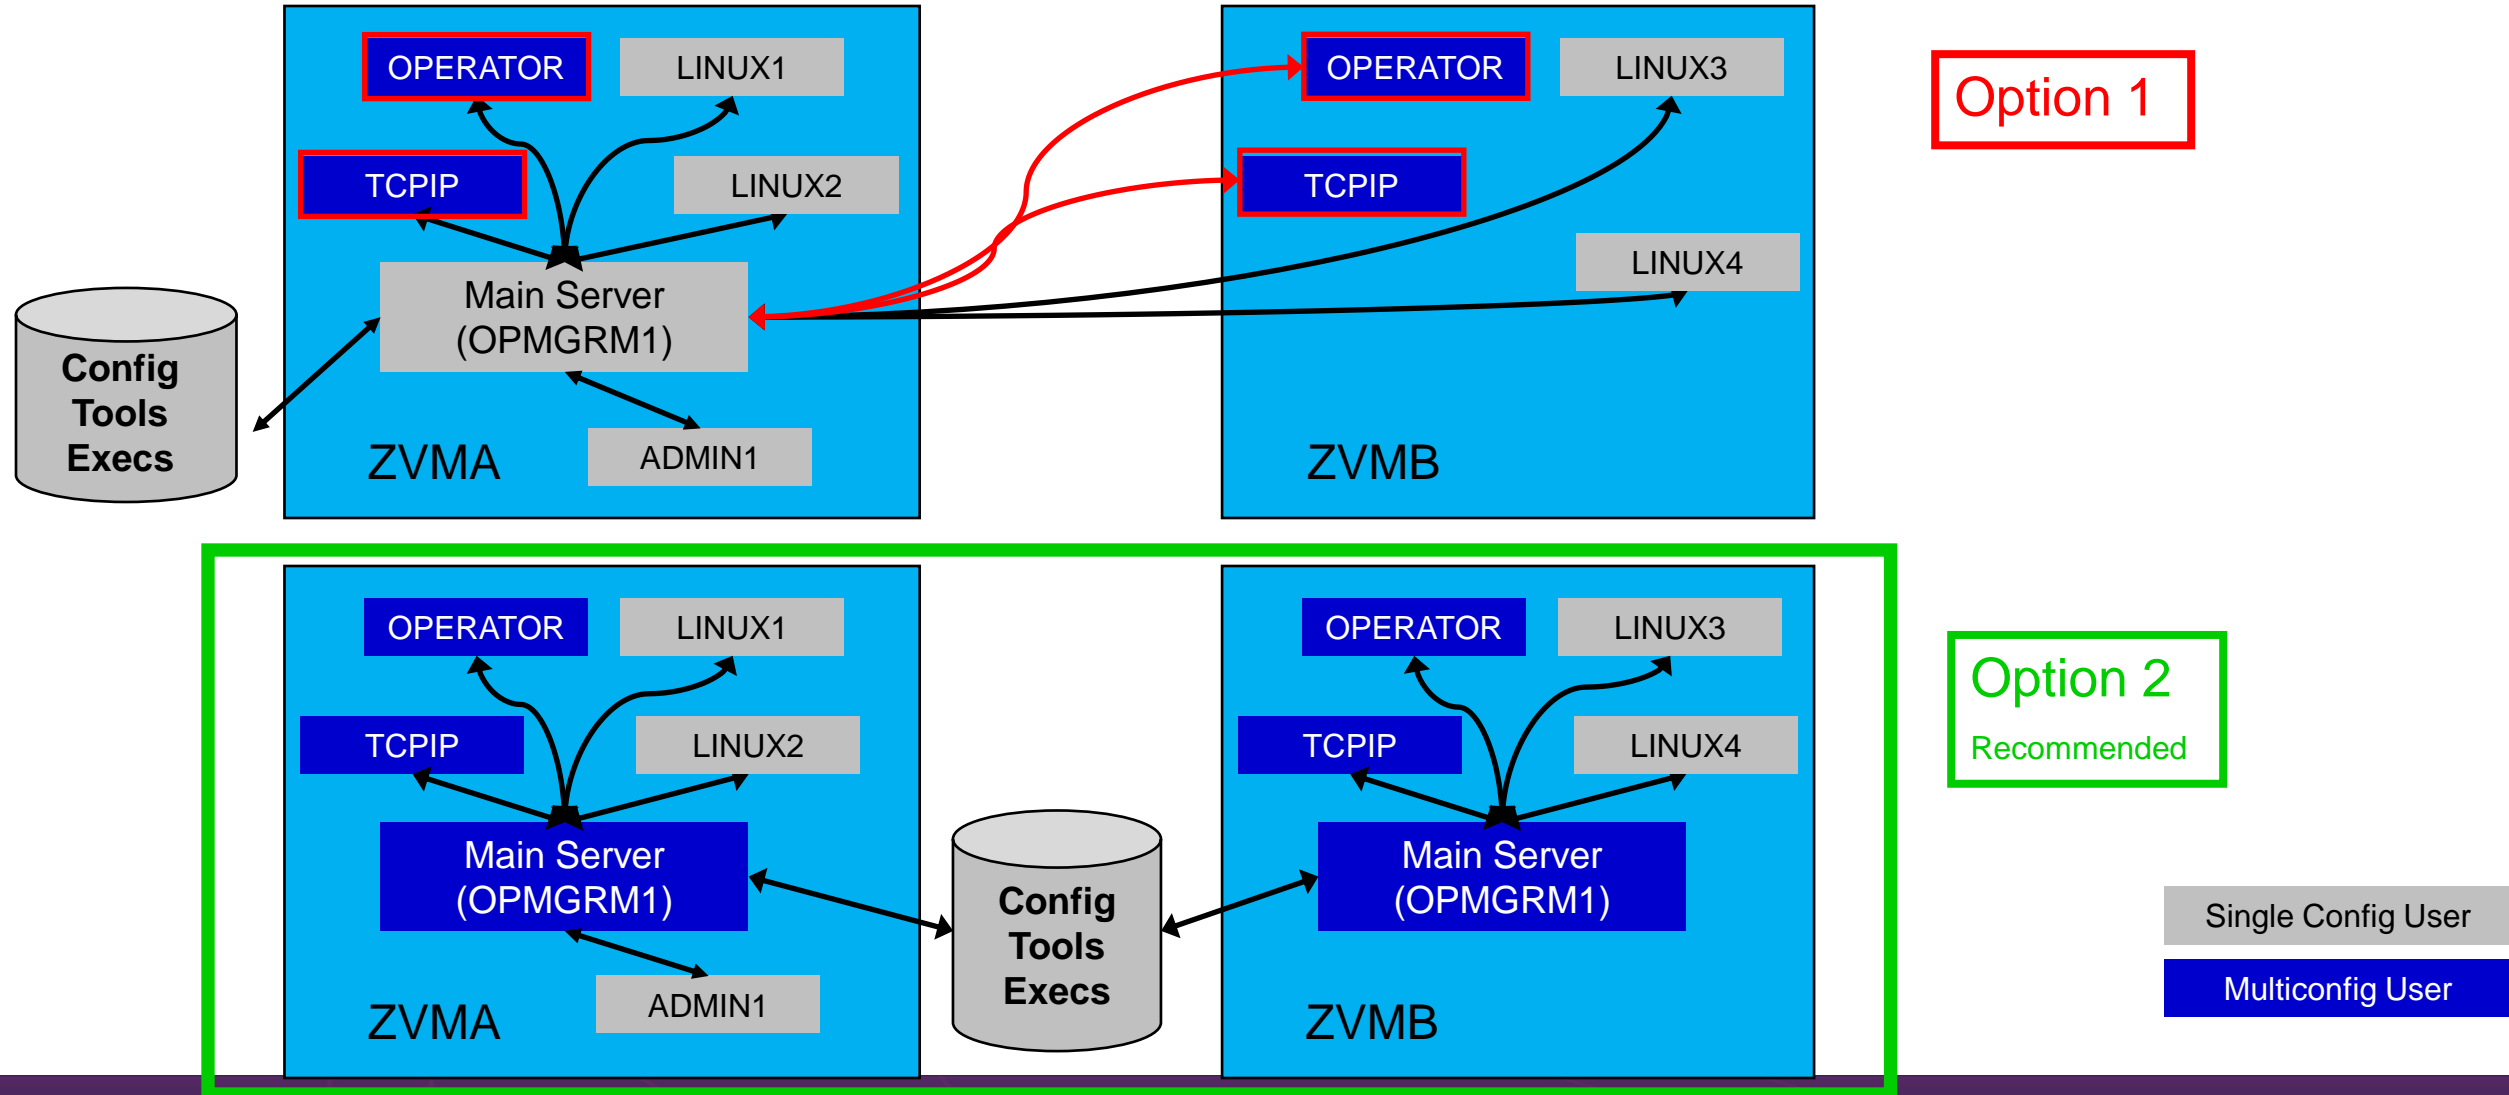 OPERATOR
LINUX1
TCPIP
LINUX2
Main Server
(OPMGRM1)
Config
Tools
Execs
ZVMA
ADMIN1
OPERATOR
LINUX3
TCPIP
LINUX4
ZVMB
Option 1
OPERATOR
LINUX1
TCPIP
LINUX2
Main Server
(OPMGRM1)
ADMIN1
ZVMA
Config
Tools
Execs
OPERATOR
LINUX3
TCPIP
LINUX4
Main Server
(OPMGRM1)
ZVMB
Option 2
Recommended
Single Config User
Multiconfig User